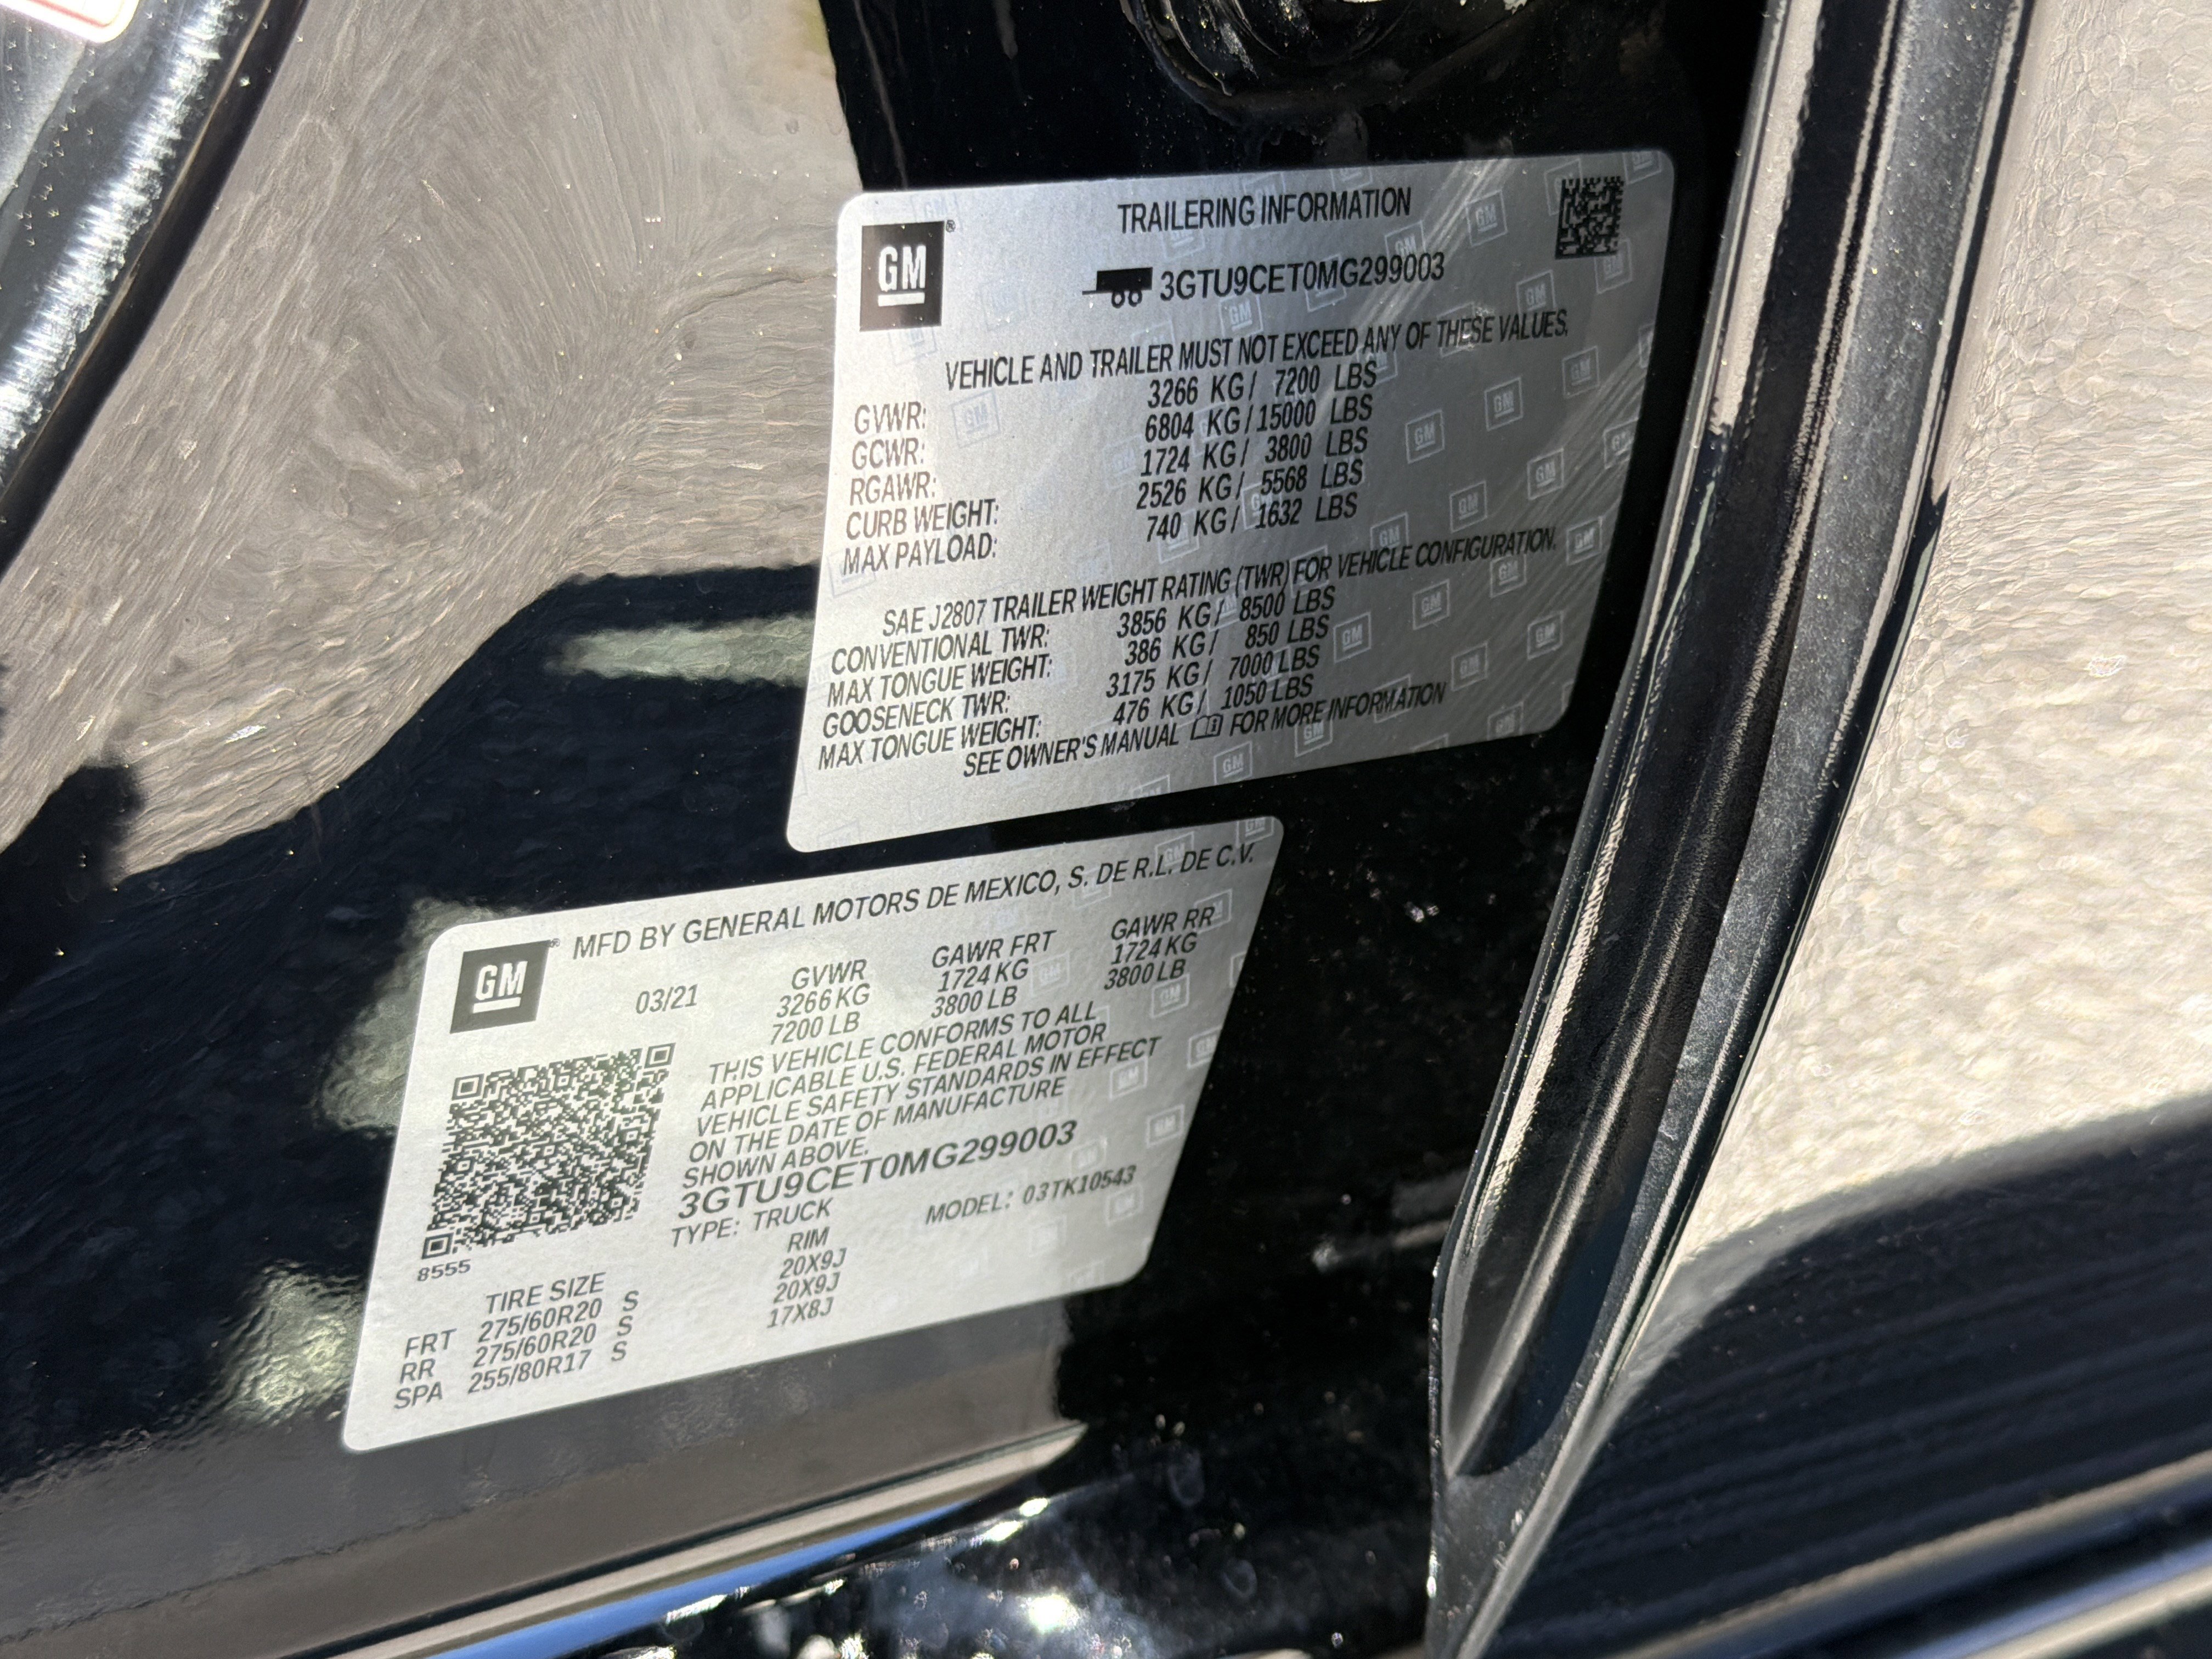 GM®
TRAILERING INFORMATION
3GTU9CET0MG299003
VEHICLE AND TRAILER MUST NOT EXCEED ANY OF THESE VALUES.
GVWR: 3266 KG/ 7200 LBS
GCWR: 6804 KG/15000 LBS
RGAWR: 1724 KG/ 3800 LBS
CURB WEIGHT: 2526 KG/ 5568 LBS
MAX PAYLOAD: 740 KG/ 1632 LBS
SAE J2807 TRAILER WEIGHT RATING (TWR) FOR VEHICLE CONFIGURATION.
CONVENTIONAL TWR: 3856 KG/ 8500 LBS
MAX TONGUE WEIGHT: 386 KG/ 850 LBS
GOOSENECK TWR: 3175 KG/ 7000 LBS
MAX TONGUE WEIGHT: 476 KG/ 1050 LBS
SEE OWNER'S MANUAL FOR MORE INFORMATION
GM®
MFD BY GENERAL MOTORS DE MEXICO, S. DE R.L. DE C.V.
03/21 GVWR GAWR FRT GAWR RR
3266 KG 1724 KG 1724 KG
7200 LB 3800 LB 3800 LB
THIS VEHICLE CONFORMS TO ALL
APPLICABLE U.S. FEDERAL MOTOR
VEHICLE SAFETY STANDARDS IN EFFECT
ON THE DATE OF MANUFACTURE
SHOWN ABOVE.
3GTU9CET0MG299003
TYPE: TRUCK MODEL: 03TK10543
8555
TIRE SIZE RIM
FRT 275/60R20 S 20X9J
RR 275/60R20 S 20X9J
SPA 255/80R17 S 17X8J